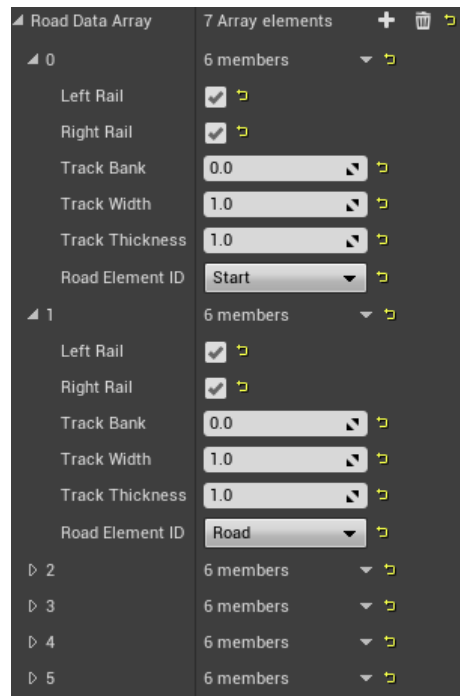 Road Data Array 7 Array elements
0 6 members
Left Rail
Right Rail
Track Bank 0.0
Track Width 1.0
Track Thickness 1.0
Road Element ID Start
1 6 members
Left Rail
Right Rail
Track Bank 0.0
Track Width 1.0
Track Thickness 1.0
Road Element ID Road
2 6 members
3 6 members
4 6 members
5 6 members